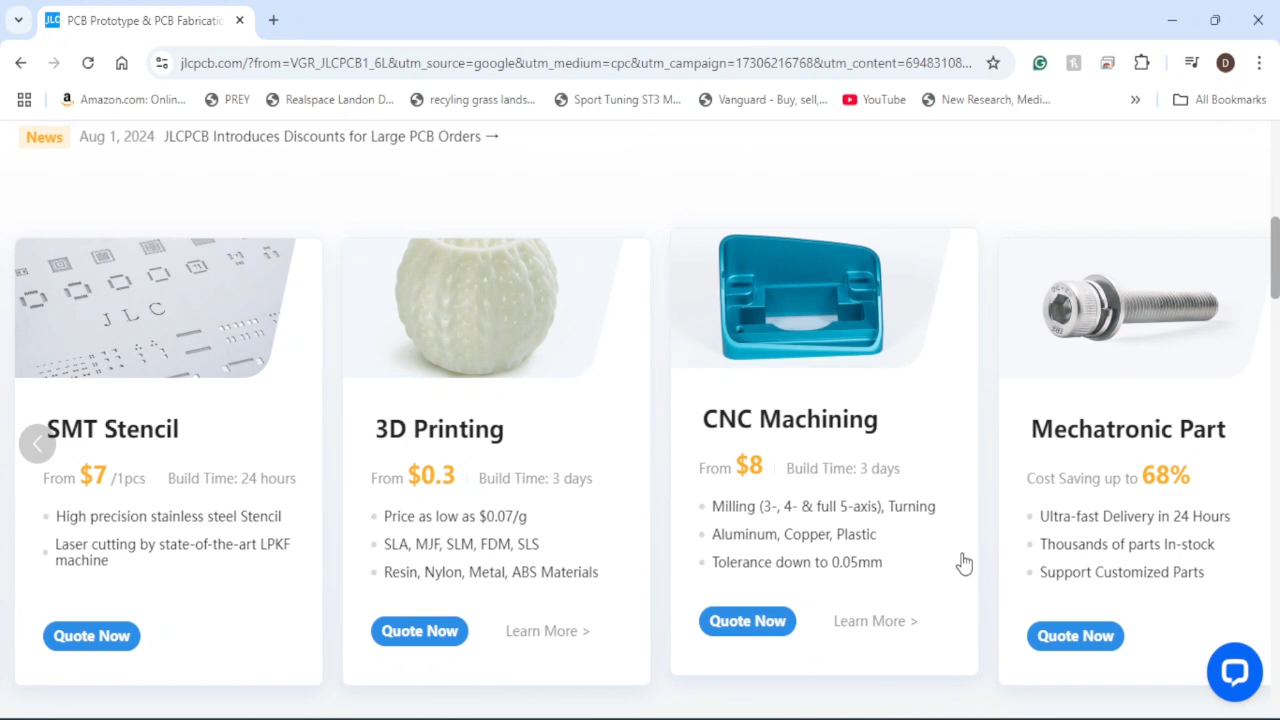 JLC PCB Prototype & PCB Fabricatio
jlcpcb.com/?from=VGR_JLCPCB1_6L&utm_source=google&utm_medium=cpc&utm_campaign=17306216768&utm_content=69483108...
D
Amazon.com: Onlin...
PREY
Realspace Landon D...
recyling grass lands...
Sport Tuning ST3 M...
Vanguard - Buy, sell,...
YouTube
New Research, Medi...
All Bookmarks
News Aug 1, 2024 JLCPCB Introduces Discounts for Large PCB Orders →
JLC
SMT Stencil
From $7 /1pcs Build Time: 24 hours
High precision stainless steel Stencil
Laser cutting by state-of-the-art LPKF
machine
Quote Now
3D Printing
From $0.3 Build Time: 3 days
Price as low as $0.07/g
SLA, MJF, SLM, FDM, SLS
Resin, Nylon, Metal, ABS Materials
Quote Now Learn More >
CNC Machining
From $8 Build Time: 3 days
Milling (3-, 4- & full 5-axis), Turning
Aluminum, Copper, Plastic
Tolerance down to 0.05mm
Quote Now Learn More >
Mechatronic Part
Cost Saving up to 68%
Ultra-fast Delivery in 24 Hours
Thousands of parts In-stock
Support Customized Parts
Quote Now